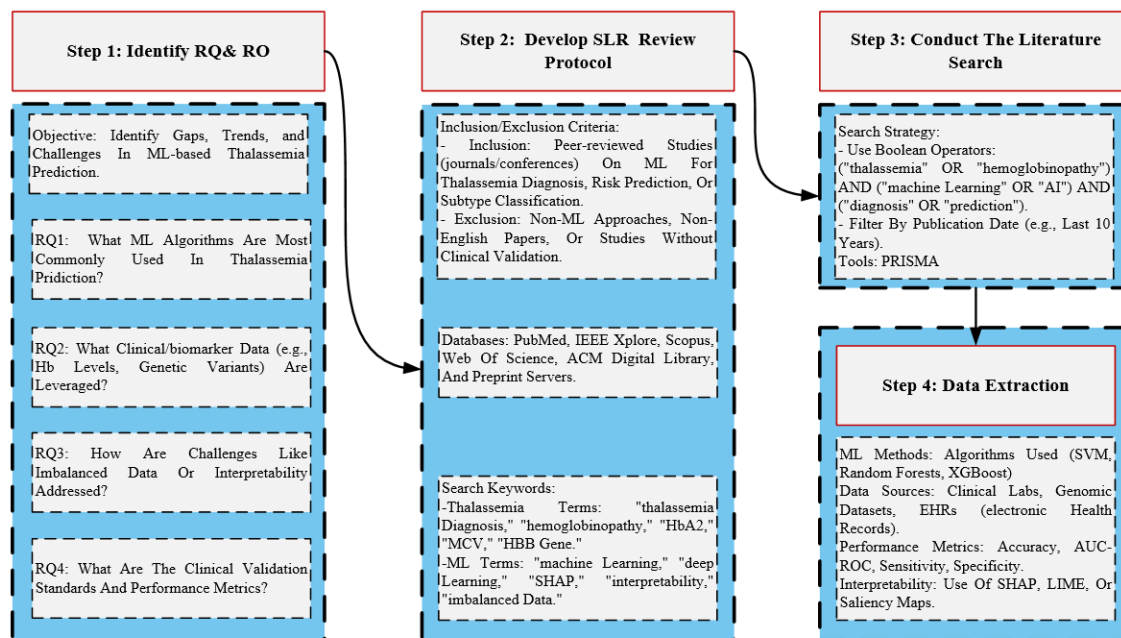 Step 1: Identify RQ& RO
Objective: Identify Gaps, Trends, and
Challenges In ML-based Thalassemia
Prediction.
RQ1: What ML Algorithms Are Most
Commonly Used In Thalassemia
Pridiction?
RQ2: What Clinical/biomarker Data (e.g.,
Hb Levels, Genetic Variants) Are
Leveraged?
RQ3: How Are Challenges Like
Imbalanced Data Or Interpretability
Addressed?
RQ4: What Are The Clinical Validation
Standards And Performance Metrics?
Step 2: Develop SLR Review
Protocol
Inclusion/Exclusion Criteria:
- Inclusion: Peer-reviewed Studies
(journals/conferences) On ML For
Thalassemia Diagnosis, Risk Prediction, Or
Subtype Classification.
- Exclusion: Non-ML Approaches, Non-
English Papers, Or Studies Without
Clinical Validation.
Databases: PubMed, IEEE Xplore, Scopus,
Web Of Science, ACM Digital Library,
And Preprint Servers.
Search Keywords:
-Thalassemia Terms: "thalassemia
Diagnosis," "hemoglobinopathy," "HbA2,"
"MCV," "HBB Gene."
-ML Terms: "machine Learning," "deep
Learning," "SHAP," "interpretability,"
"imbalanced Data."
Step 3: Conduct The Literature
Search
Search Strategy:
- Use Boolean Operators:
("thalassemia" OR "hemoglobinopathy")
AND ("machine Learning" OR "AI") AND
("diagnosis" OR "prediction").
- Filter By Publication Date (e.g., Last 10
Years).
Tools: PRISMA
Step 4: Data Extraction
ML Methods: Algorithms Used (SVM,
Random Forests, XGBoost)
Data Sources: Clinical Labs, Genomic
Datasets, EHRs (electronic Health
Records).
Performance Metrics: Accuracy, AUC-
ROC, Sensitivity, Specificity.
Interpretability: Use Of SHAP, LIME, Or
Saliency Maps.